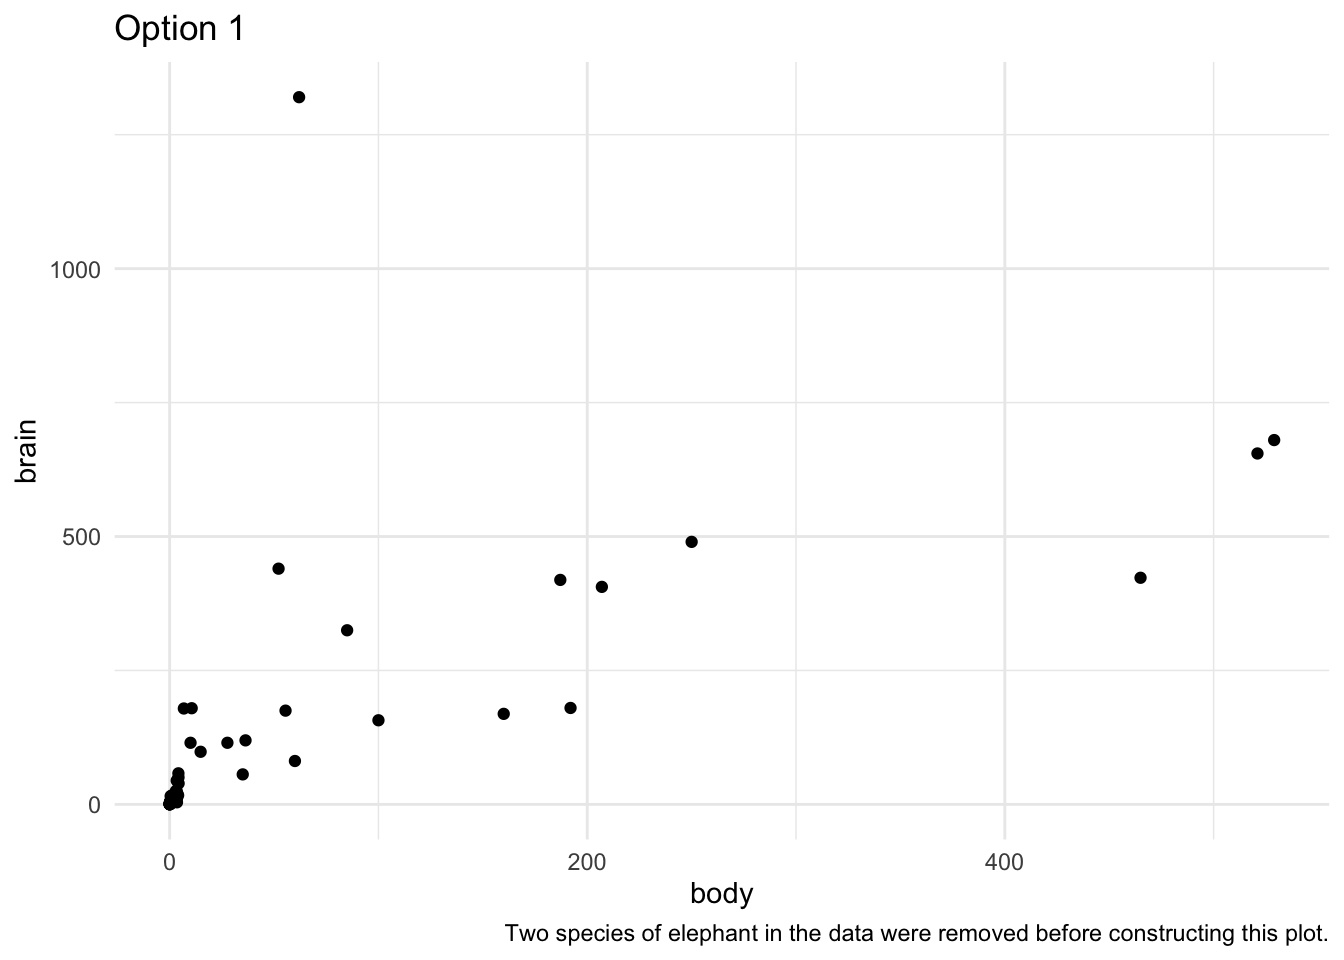 Option 1
1000
500
0
brain
0
200
400
body
Two species of elephant in the data were removed before constructing this plot.